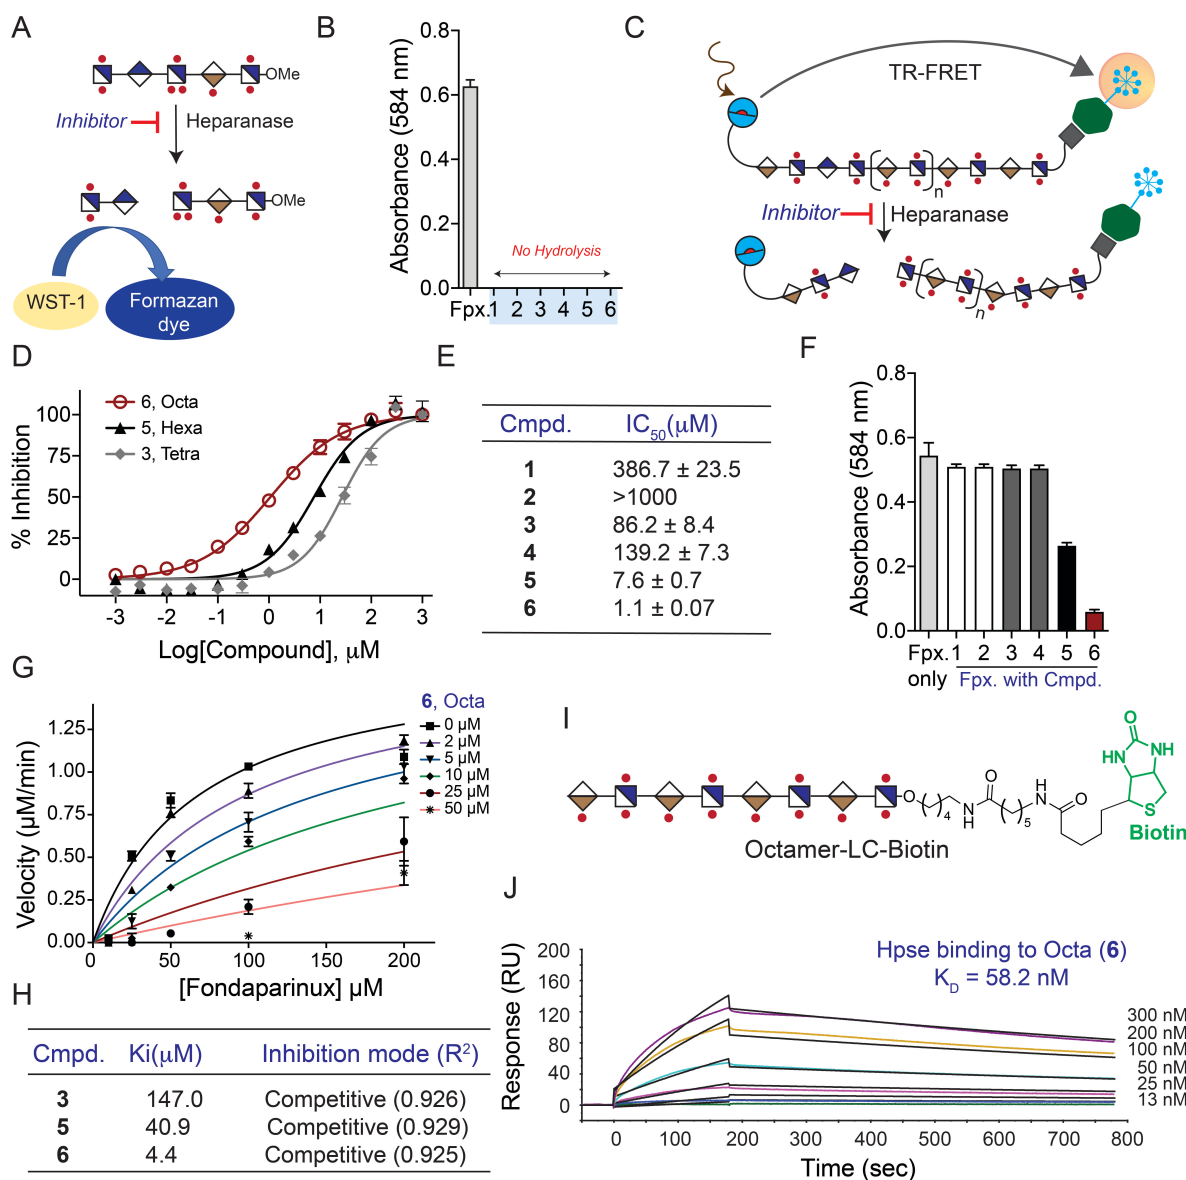 A
OMe
Inhibitor
Heparanase
OMe
WST-1
Formazan
dye
B
Absorbance (584 nm)
0.8
0.6
0.4
0.2
0.0
No Hydrolysis
Fpx. 1 2 3 4 5 6
C
TR-FRET
n
Inhibitor
Heparanase
n
D
% Inhibition
100
75
50
25
0
6, Octa
5, Hexa
3, Tetra
-3 -2 -1 0 1 2 3
Log[Compound], μM
E
Cmpd. IC50(μM)
1 386.7 ± 23.5
2 >1000
3 86.2 ± 8.4
4 139.2 ± 7.3
5 7.6 ± 0.7
6 1.1 ± 0.07
F
Absorbance (584 nm)
0.8
0.6
0.4
0.2
0.0
Fpx. 1 2 3 4 5 6
only Fpx. with Cmpd.
G
Velocity (μM/min)
1.25
1.00
0.75
0.50
0.25
0.00
6, Octa
0 μM
2 μM
5 μM
10 μM
25 μM
50 μM
0 50 100 150 200
[Fondaparinux] μM
H
Cmpd. Ki(μM) Inhibition mode (R2)
3 147.0 Competitive (0.926)
5 40.9 Competitive (0.929)
6 4.4 Competitive (0.925)
I
O
4
N
H
O
5
HN
O
O
HN
NH
S
Biotin
Octamer-LC-Biotin
J
Response (RU)
200
160
120
80
40
0
Hpse binding to Octa (6)
KD = 58.2 nM
300 nM
200 nM
100 nM
50 nM
25 nM
13 nM
0 100 200 300 400 500 600 700 800
Time (sec)